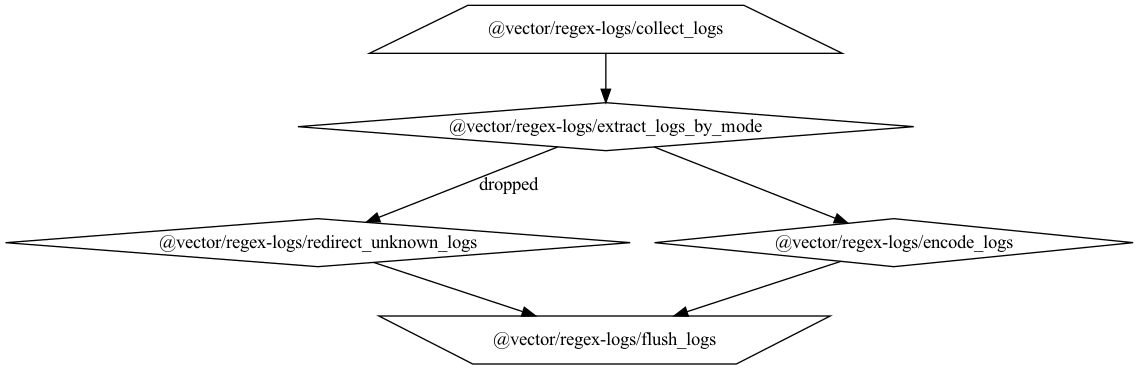 @vector/regex-logs/collect_logs
@vector/regex-logs/extract_logs_by_mode
dropped
@vector/regex-logs/redirect_unknown_logs
@vector/regex-logs/encode_logs
@vector/regex-logs/flush_logs